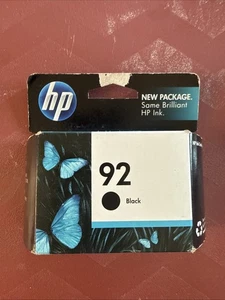 hp
NEW PACKAGE.
Same Brilliant
HP Ink.
92
Black